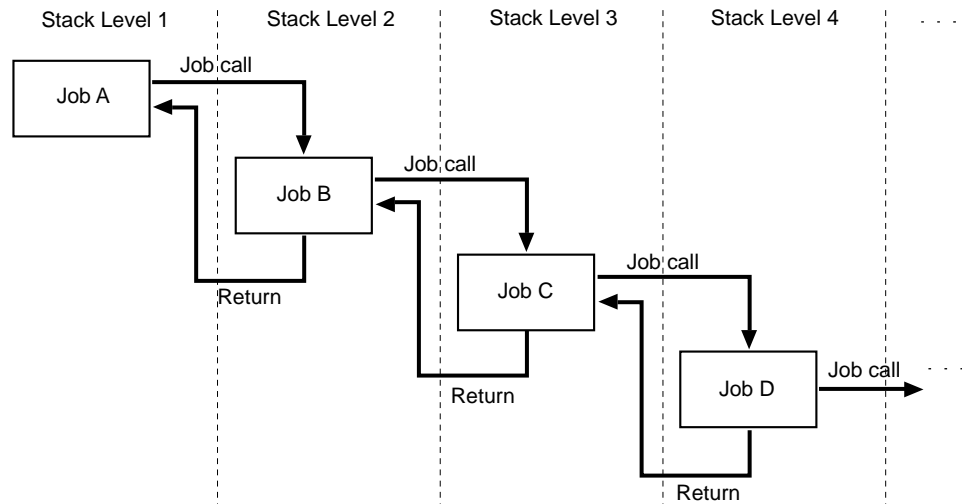 Stack Level 1
Stack Level 2
Stack Level 3
Stack Level 4
. . .
Job call
Job A
Job call
Job B
Job call
Return
Job C
Job call
. . .
Return
Job D
Return